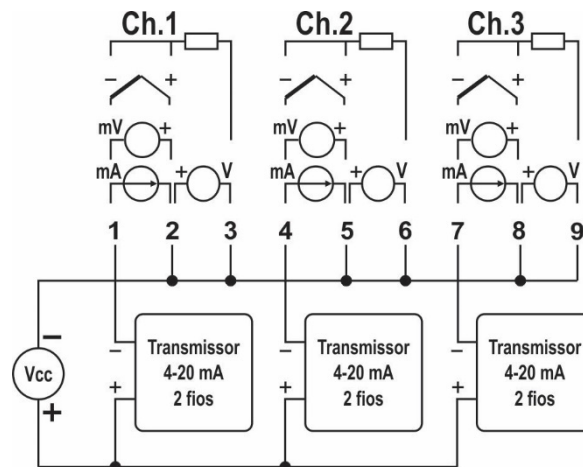 Ch.1 Ch.2 Ch.3
− + − + − +
mV + mV + mV +
mA + V mA + V mA + V
1 2 3 4 5 6 7 8 9
−
Vcc
+
− Transmissor
+ 4-20 mA
2 fios
− Transmissor
+ 4-20 mA
2 fios
− Transmissor
+ 4-20 mA
2 fios